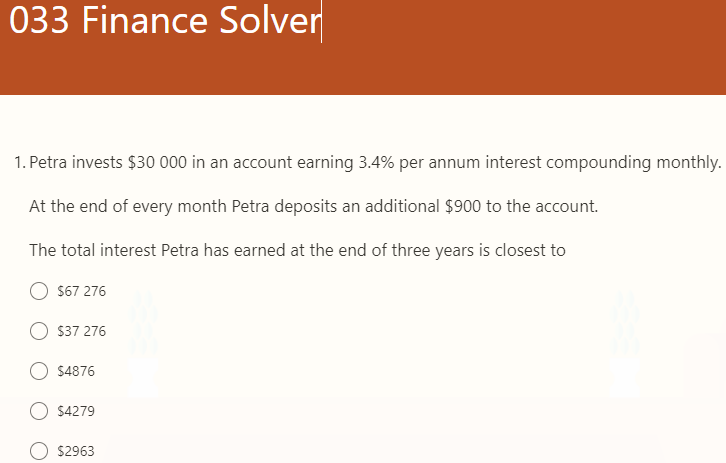 033 Finance Solver
1. Petra invests $30 000 in an account earning 3.4% per annum interest compounding monthly.
At the end of every month Petra deposits an additional $900 to the account.
The total interest Petra has earned at the end of three years is closest to
$67 276
$37 276
$4876
$4279
$2963